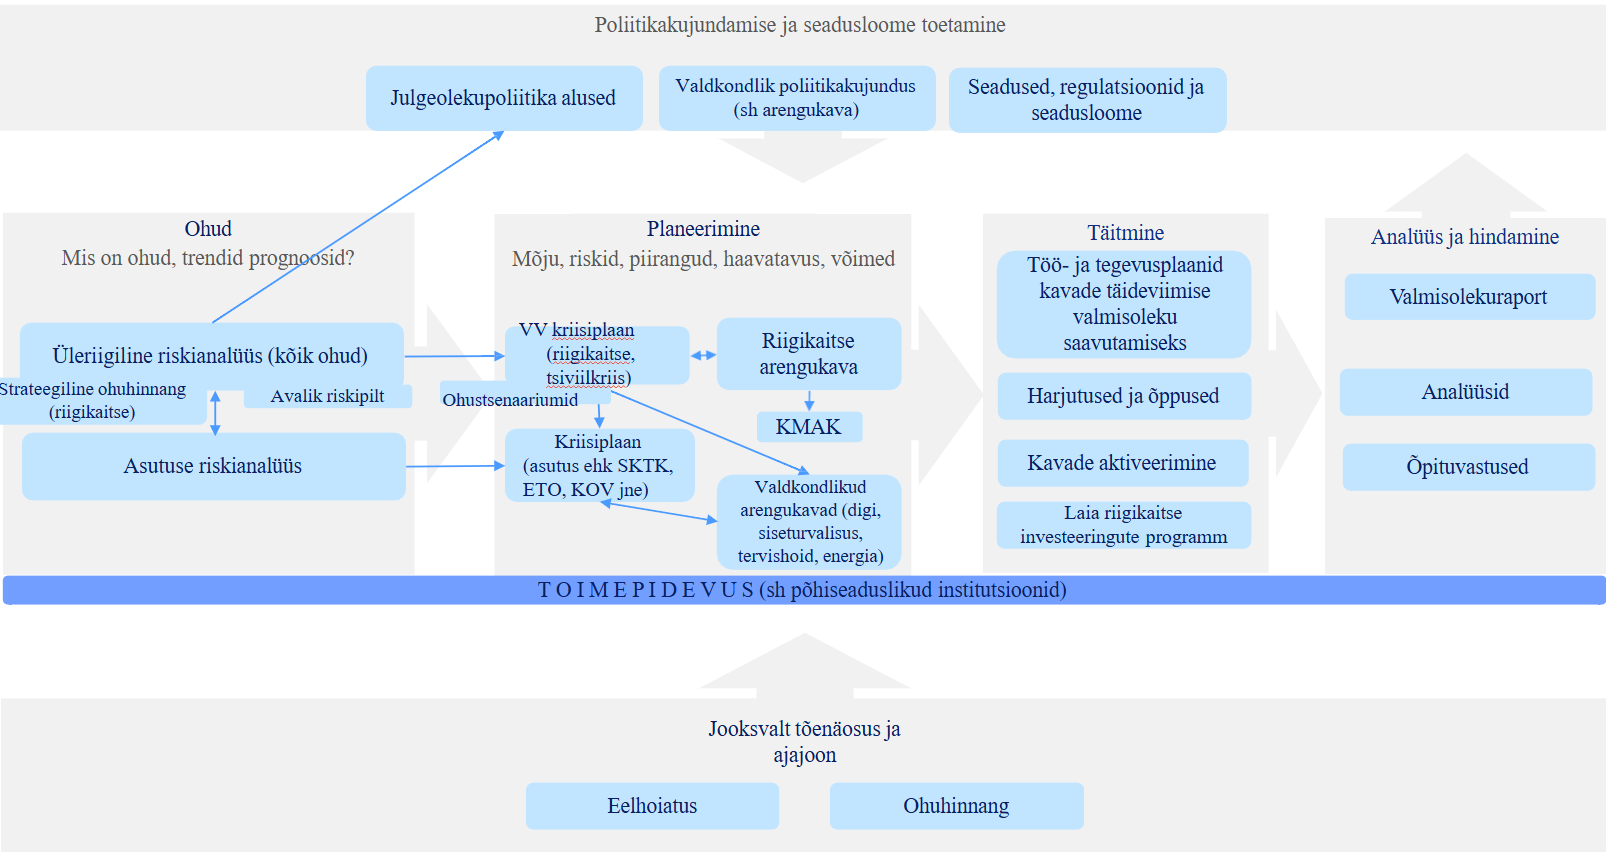 Poliitikakujundamise ja seadusloome toetamine
Julgeolekupoliitika alused
Valdkondlik poliitikakujundus
(sh arengukava)
Seadused, regulatsioonid ja
seadusloome
Ohud
Mis on ohud, trendid prognoosid?
Üleriigiline riskianalüüs (kõik ohud)
Strateegiline ohuhinnang
(riigikaitse)
Avalik riskipilt
Asutuse riskianalüüs
Planeerimine
Mõju, riskid, piirangud, haavatavus, võimed
VV kriisiplaan
(riigikaitse,
tsiviilkriis)
Ohustsenaariumid
Riigikaitse
arengukava
KMAK
Kriisiplaan
(asutus ehk SKTK,
ETO, KOV jne)
Valdkondlikud
arengukavad (digi,
siseturvalisus,
tervishoid, energia)
Täitmine
Töö- ja tegevusplaanid
kavade täideviimise
valmisoleku
saavutamiseks
Harjutused ja õppused
Kavade aktiveerimine
Laia riigikaitse
investeeringute programm
Analüüs ja hindamine
Valmisolekuraport
Analüüsid
Õpituvastused
T O I M E P I D E V U S (sh põhiseaduslikud institutsioonid)
Jooksvalt tõenäosus ja
ajajoon
Eelhoiatus
Ohuhinnang